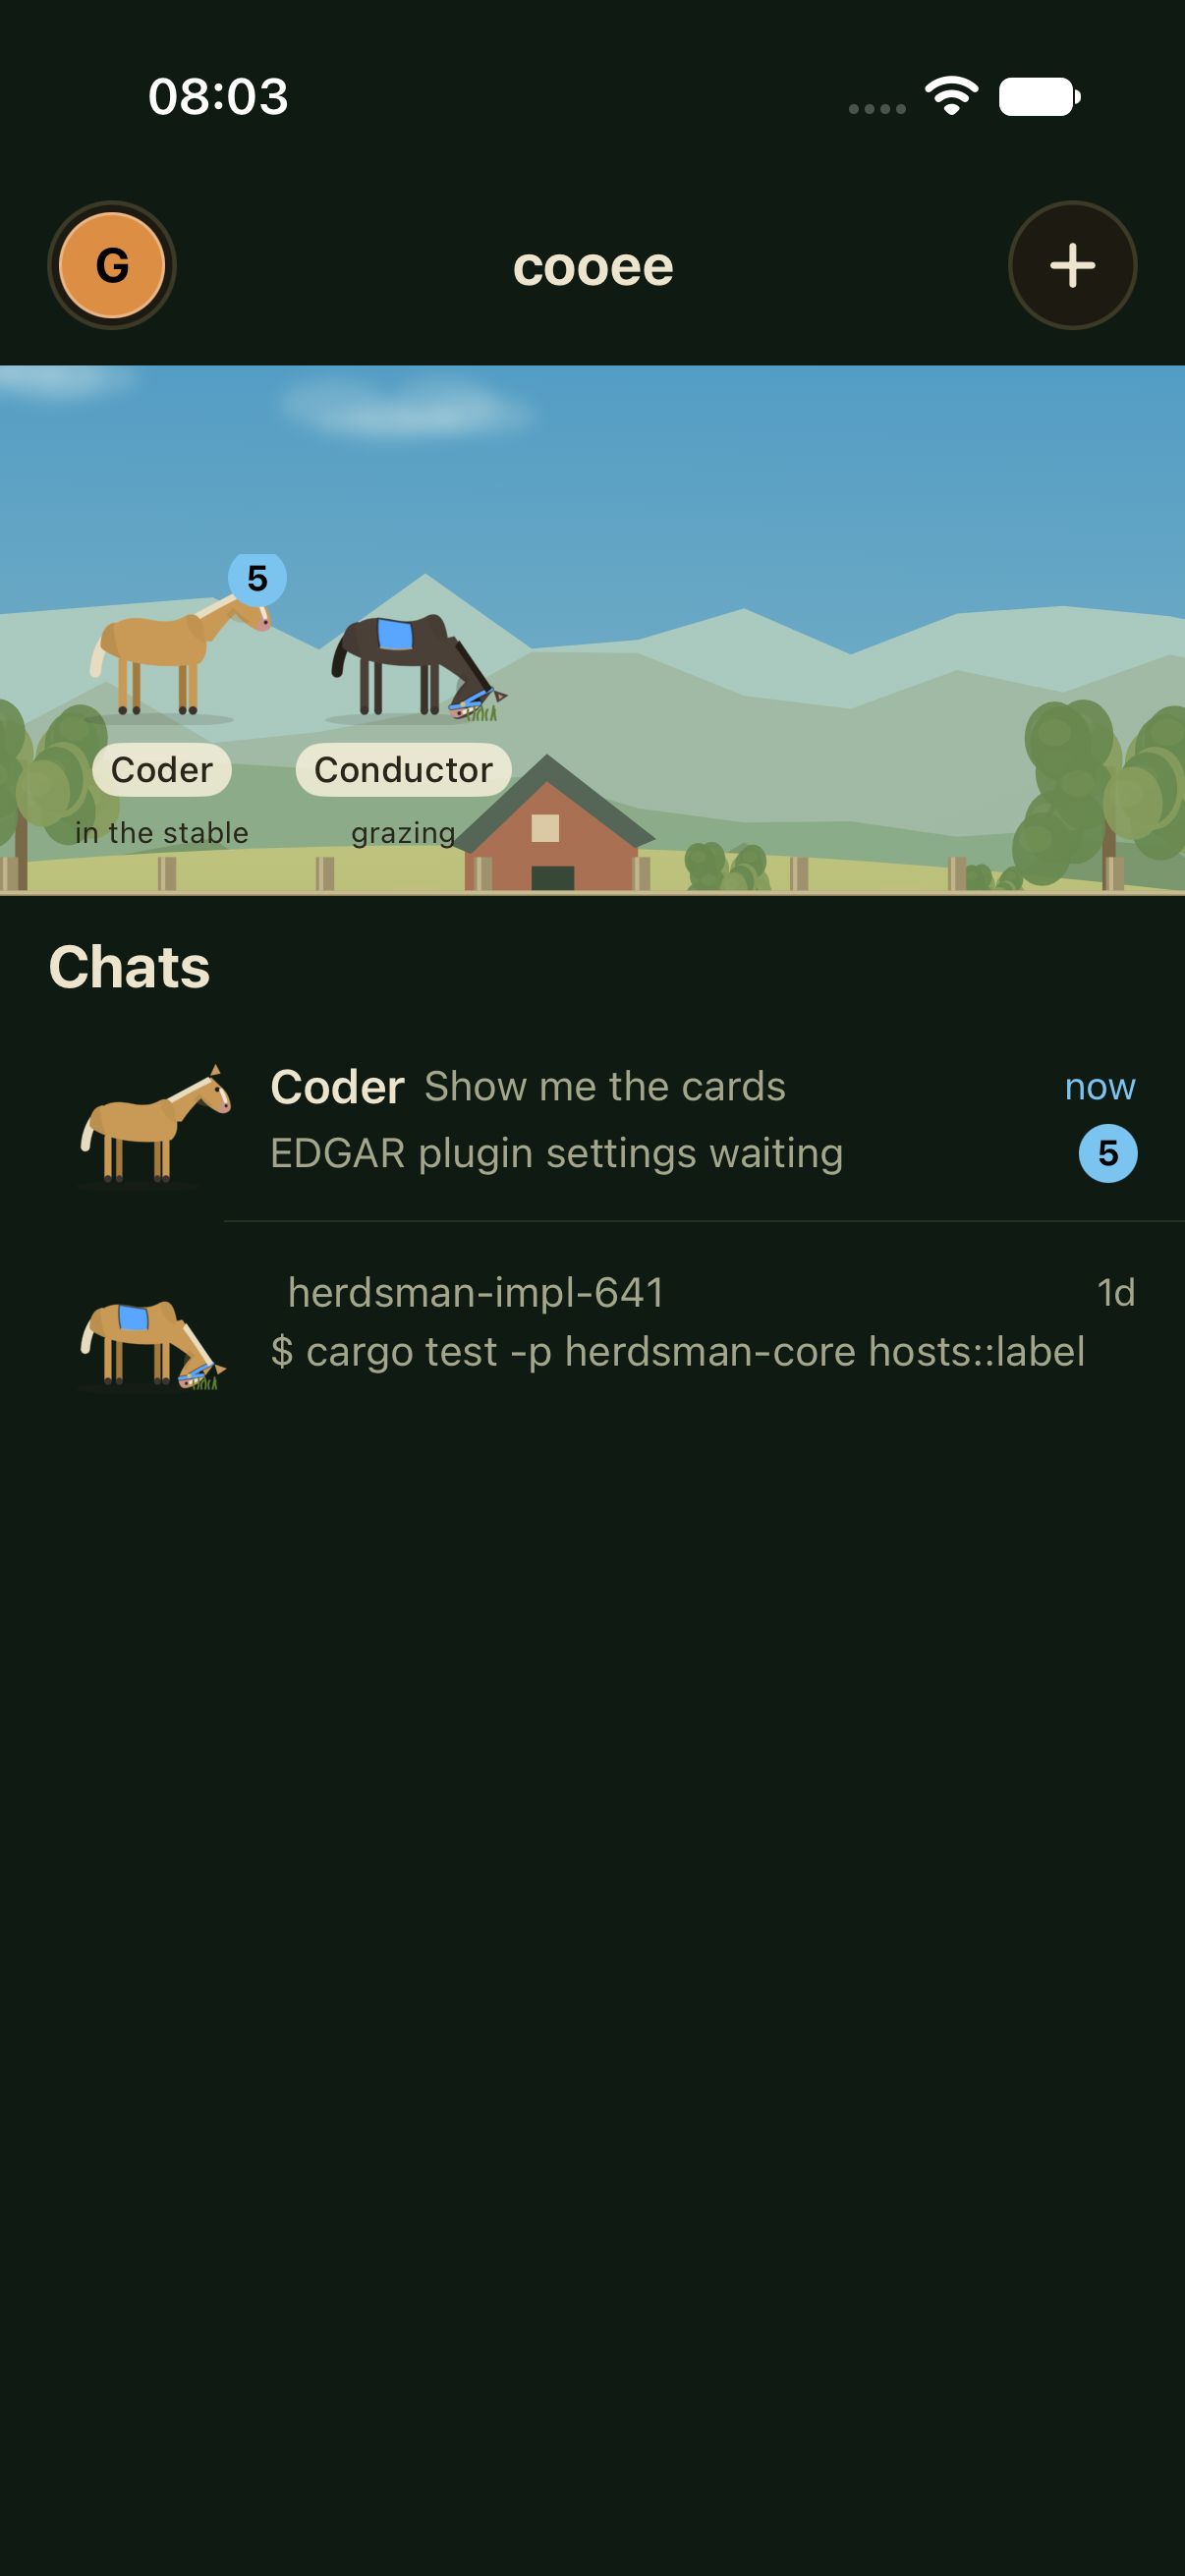 08:03
G
cooee
5
Coder
Conductor
in the stable
grazing
Chats
Coder Show me the cards now
EDGAR plugin settings waiting 5
herdsman-impl-641 1d
$ cargo test -p herdsman-core hosts::label